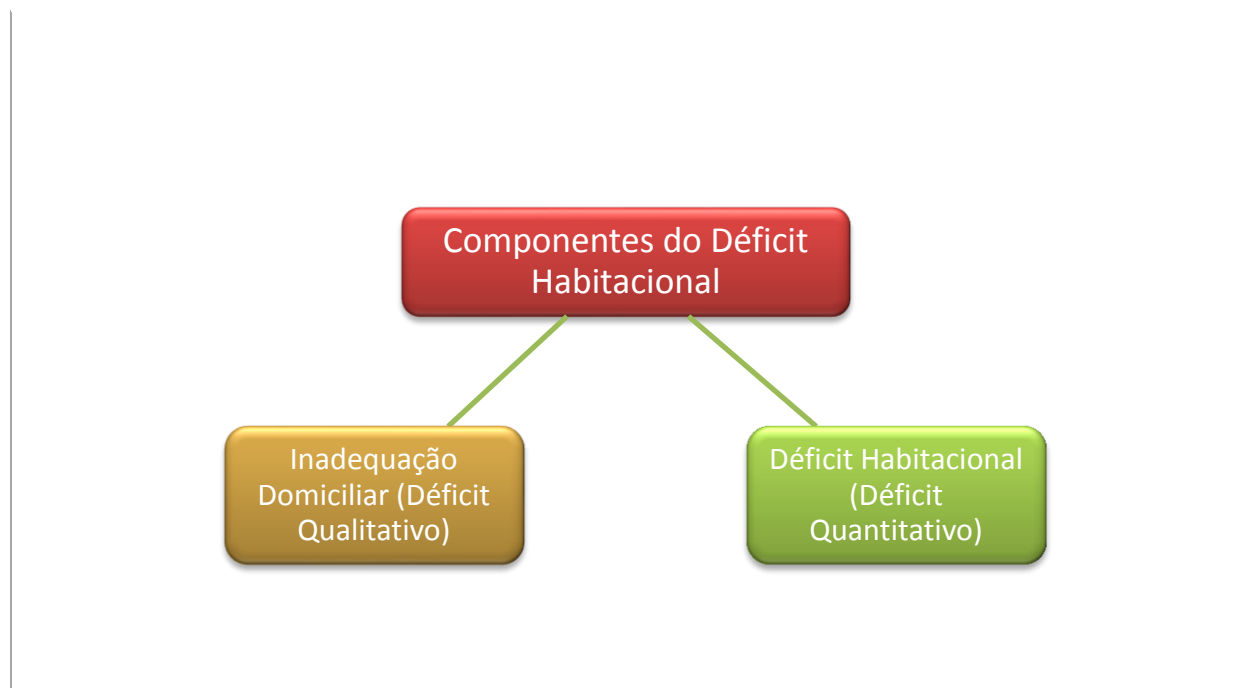 Componentes do Déficit
Habitacional
Inadequação
Domiciliar (Déficit
Qualitativo)
Déficit Habitacional
(Déficit
Quantitativo)